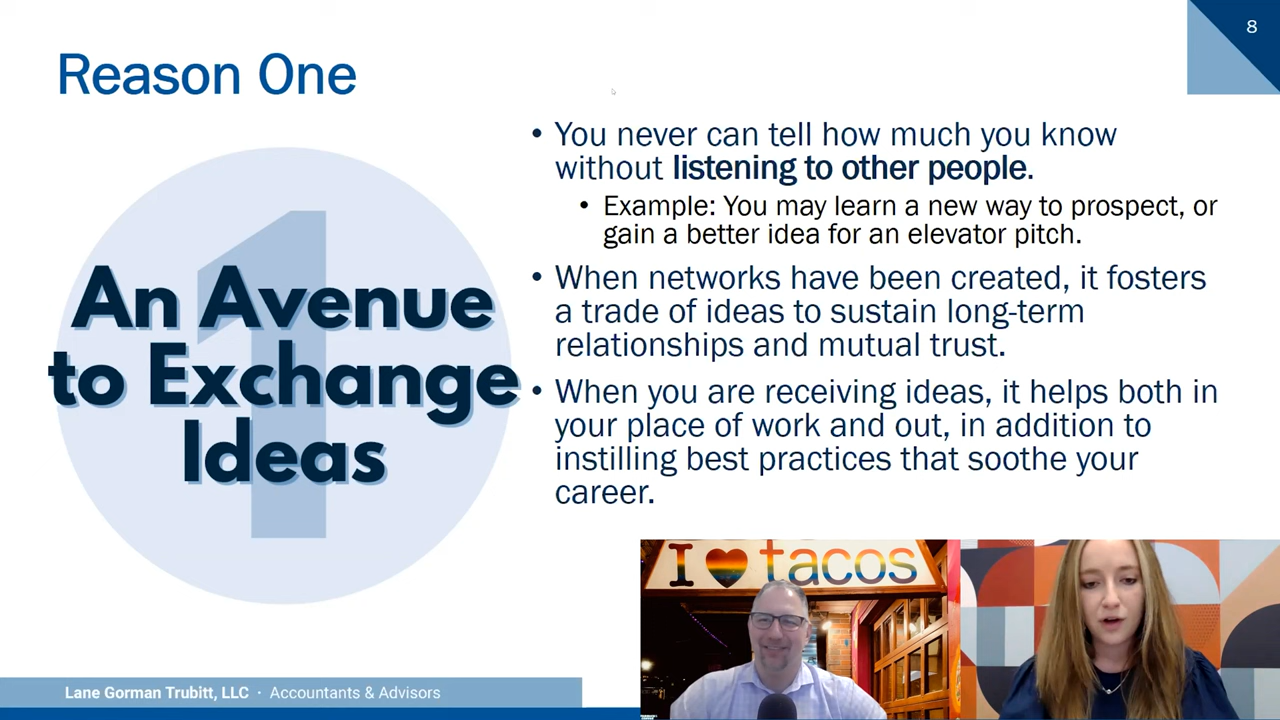 8
Reason One
1
An Avenue
to Exchange
Ideas
• You never can tell how much you know
without listening to other people.
• Example: You may learn a new way to prospect, or
gain a better idea for an elevator pitch.
• When networks have been created, it fosters
a trade of ideas to sustain long-term
relationships and mutual trust.
• When you are receiving ideas, it helps both in
your place of work and out, in addition to
instilling best practices that soothe your
career.
I ♥ tacos
Lane Gorman Trubitt, LLC · Accountants & Advisors